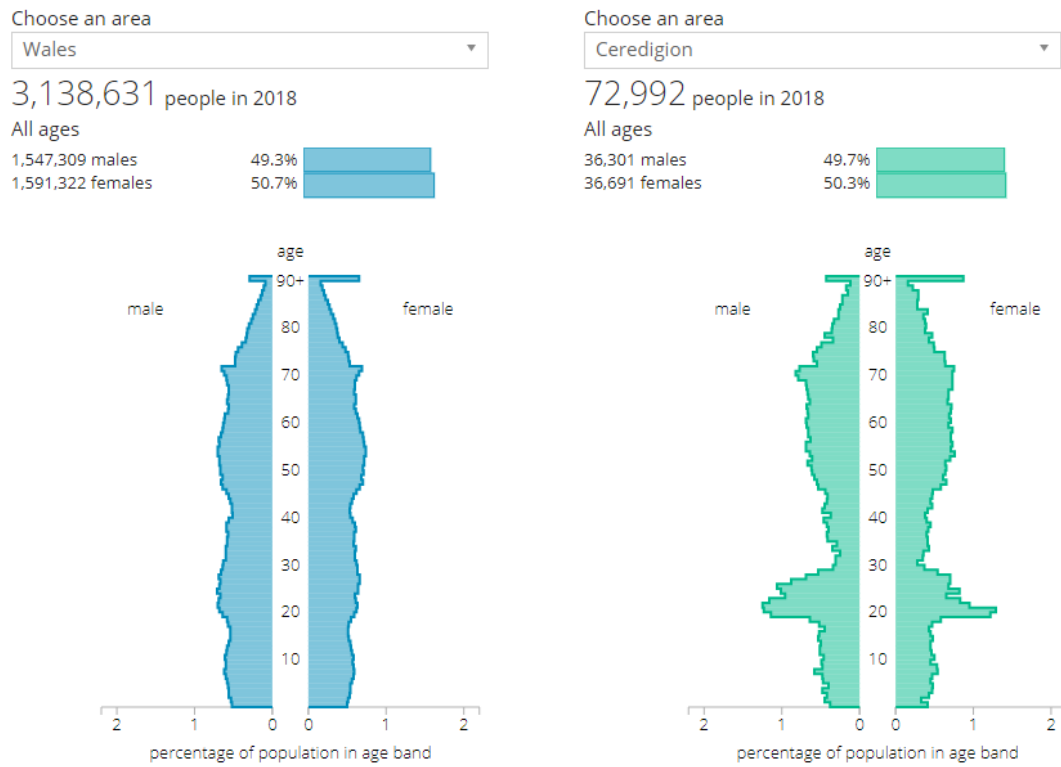 Choose an area
Wales
3,138,631 people in 2018
All ages
1,547,309 males 49.3%
1,591,322 females 50.7%
age
90+
male
female
80
70
60
50
40
30
20
10
2 1 0 0 1 2
percentage of population in age band
Choose an area
Ceredigion
72,992 people in 2018
All ages
36,301 males 49.7%
36,691 females 50.3%
age
90+
male
female
80
70
60
50
40
30
20
10
2 1 0 0 1 2
percentage of population in age band